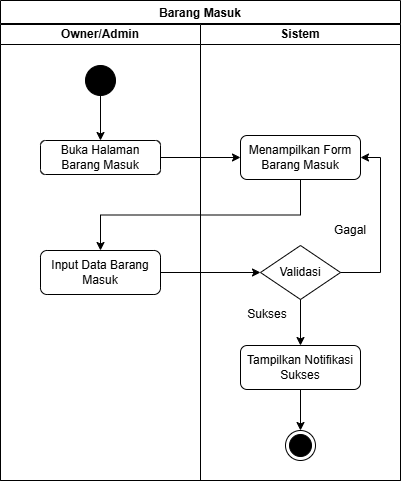 Barang Masuk
Owner/Admin
Sistem
Buka Halaman
Barang Masuk
Menampilkan Form
Barang Masuk
Gagal
Input Data Barang
Masuk
Validasi
Sukses
Tampilkan Notifikasi
Sukses